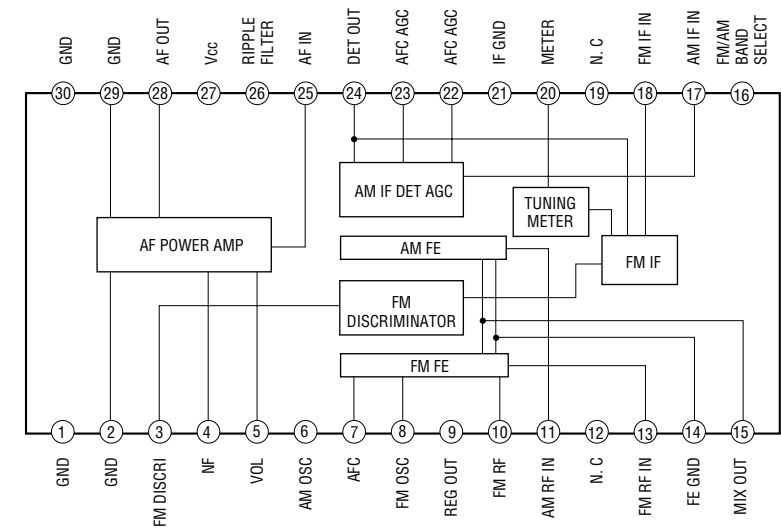 GND
GND
AF OUT
Vcc
RIPPLE
FILTER
AF IN
DET OUT
AFC AGC
AFC AGC
IF GND
METER
N. C
FM IF IN
AM IF IN
FM/AM
BAND
SELECT
30
29
28
27
26
25
24
23
22
21
20
19
18
17
16
AM IF DET AGC
TUNING
METER
AF POWER AMP
AM FE
FM IF
FM
DISCRIMINATOR
FM FE
1
2
3
4
5
6
7
8
9
10
11
12
13
14
15
GND
GND
FM DISCRI
NF
VOL
AM OSC
AFC
FM OSC
REG OUT
FM RF
AM RF IN
N. C
FM RF IN
FE GND
MIX OUT